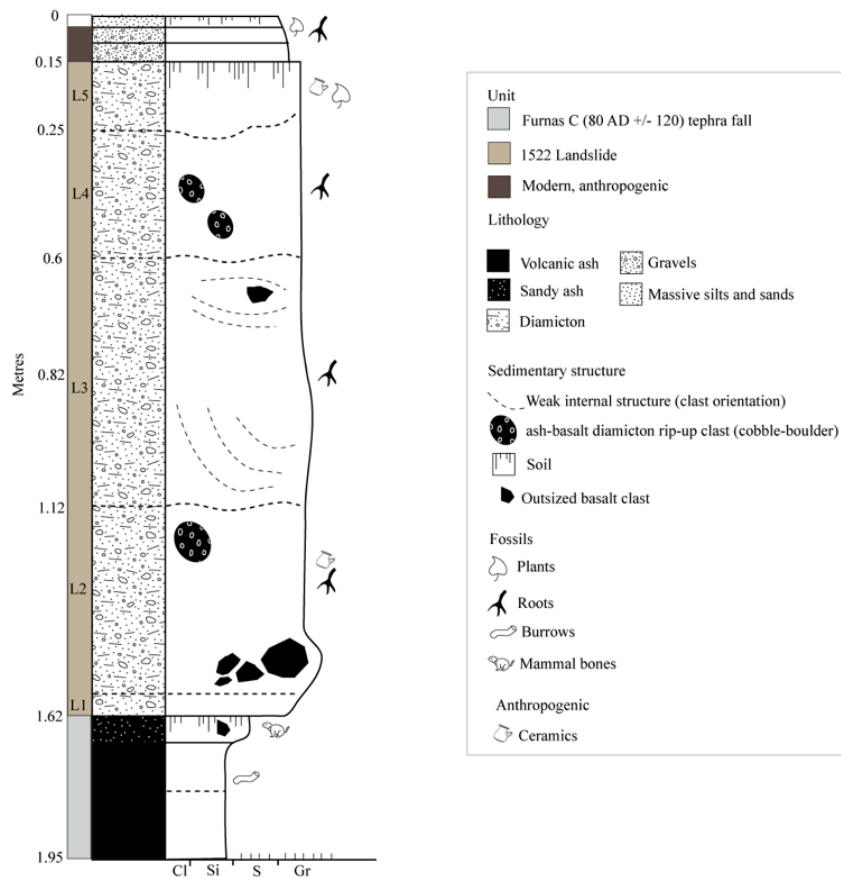 0
0.15
L5
0.25
L4
0.6
Metres
0.82
L3
1.12
L2
L1
1.62
1.95
Cl Si S Gr
Unit
Furnas C (80 AD +/- 120) tephra fall
1522 Landslide
Modern, anthropogenic
Lithology
Volcanic ash
Gravels
Sandy ash
Massive silts and sands
Diamicton
Sedimentary structure
Weak internal structure (clast orientation)
ash-basalt diamicton rip-up clast (cobble-boulder)
Soil
Outsized basalt clast
Fossils
Plants
Roots
Burrows
Mammal bones
Anthropogenic
Ceramics